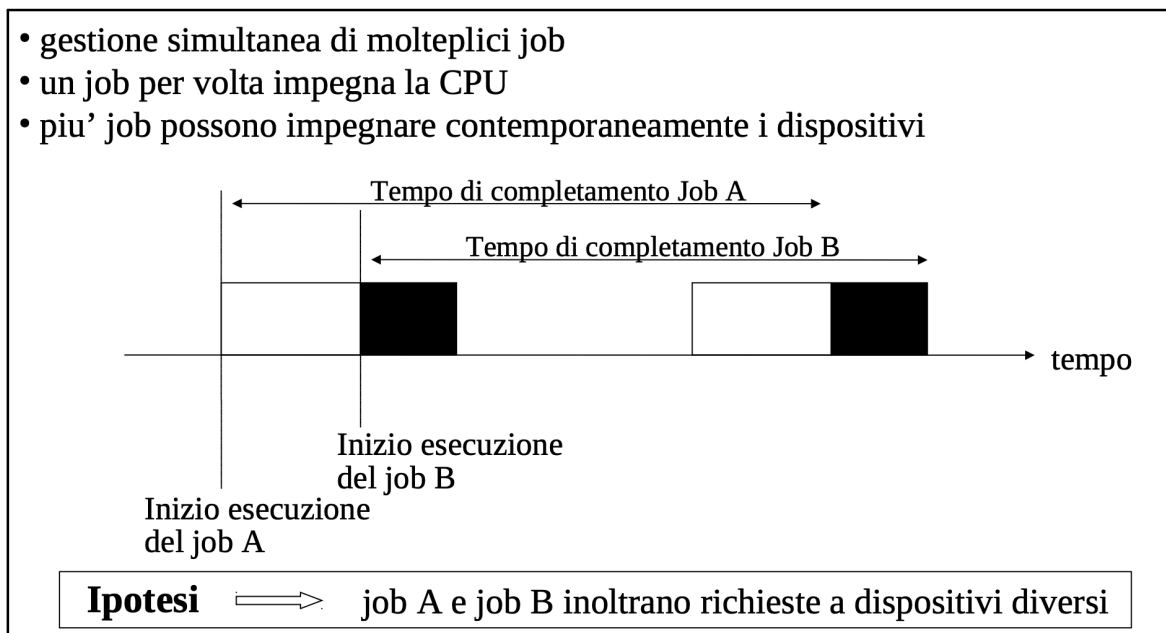 • gestione simultanea di molteplici job
• un job per volta impegna la CPU
• piu’ job possono impegnare contemporaneamente i dispositivi
Tempo di completamento Job A
Tempo di completamento Job B
tempo
Inizio esecuzione
del job B
Inizio esecuzione
del job A
Ipotesi job A e job B inoltrano richieste a dispositivi diversi